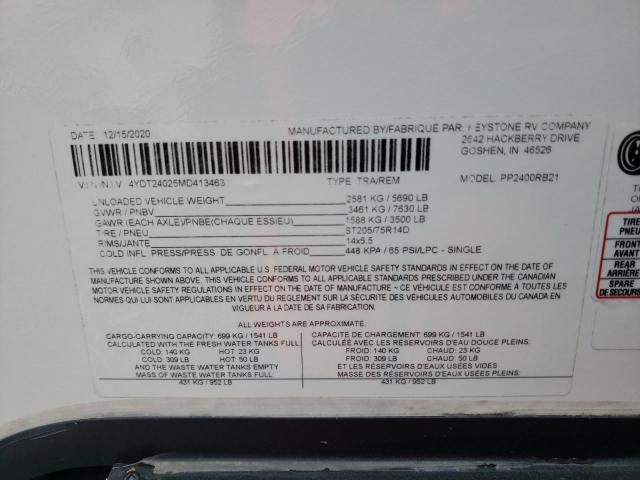 DATE: 12/15/2020 MANUFACTURED BY/FABRIQUE PAR: KEYSTONE RV COMPANY
2642 HACKBERRY DRIVE
GOSHEN, IN 46526
V.I.N./N.I.V. 4YDT24025MD413463 TYPE: TRA/REM MODEL: PP2400RB21
UNLOADED VEHICLE WEIGHT: 2581 KG / 5690 LB
GVWR / PNBV 3461 KG / 7630 LB
GAWR (EACH AXLE)/PNBE(CHAQUE ESSIEU) 1588 KG / 3500 LB
TIRE / PNEU ST205/75R14D
RIMS/JANTE 14x5.5
COLD INFL. PRESS/PRESS. DE GONFL. À FROID 448 KPA / 65 PSI/LPC - SINGLE
THIS VEHICLE CONFORMS TO ALL APPLICABLE U.S. FEDERAL MOTOR VEHICLE SAFETY STANDARDS IN EFFECT ON THE DATE OF
MANUFACTURE SHOWN ABOVE. ~ THIS VEHICLE CONFORMS TO ALL APPLICABLE STANDARDS PRESCRIBED UNDER THE CANADIAN
MOTOR VEHICLE SAFETY REGULATIONS IN EFFECT ON THE DATE OF MANUFACTURE ~ CE VÉHICULE EST CONFORME À TOUTES LES
NORMES QUI LUI SONT APPLICABLES EN VERTU DU REGLEMENT SUR LA SÉCURITÉ DES VÉHICULES AUTOMOBILES DU CANADA EN
VIGUEUR À LA DATE DE SA FABRICATION.
ALL WEIGHTS ARE APPROXIMATE.
CARGO-CARRYING CAPACITY: 699 KG / 1541 LB CAPACITÉ DE CHARGEMENT: 699 KG / 1541 LB
CALCULATED WITH THE FRESH WATER TANKS FULL CALCULÉE AVEC LES RÉSERVOIRS D'EAU DOUCE PLEINS:
COLD: 140 KG HOT: 23 KG FROID: 140 KG CHAUD: 23 KG
COLD: 309 LB HOT: 50 LB FROID: 309 LB CHAUD: 50 LB
AND THE WASTE WATER TANKS EMPTY ET LES RÉSERVOIRS D'EAUX USÉES VIDES
MASS OF WASTE WATER TANKS FULL: MASSE DES RÉSERVOIRS D'EAUX USÉES PLEINS:
431 KG / 952 LB 431 KG / 952 LB
TIRE
PNEU
FRONT
AVANT
REAR
ARRIÈRE
SPARE
DE SECOURS